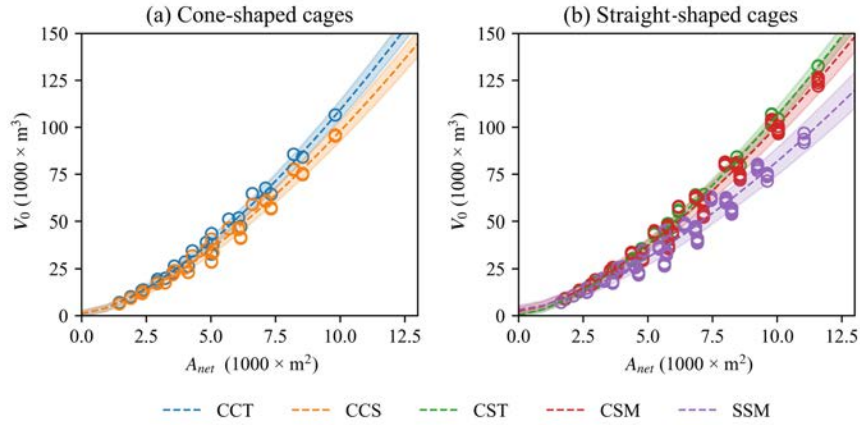 (a) Cone-shaped cages
(b) Straight-shaped cages
150
125
100
75
50
25
0
V₀ (1000 × m³)
0.0 2.5 5.0 7.5 10.0 12.5
A_net (1000 × m²)
150
125
100
75
50
25
0
V₀ (1000 × m³)
0.0 2.5 5.0 7.5 10.0 12.5
A_net (1000 × m²)
CCT CCS CST CSM SSM